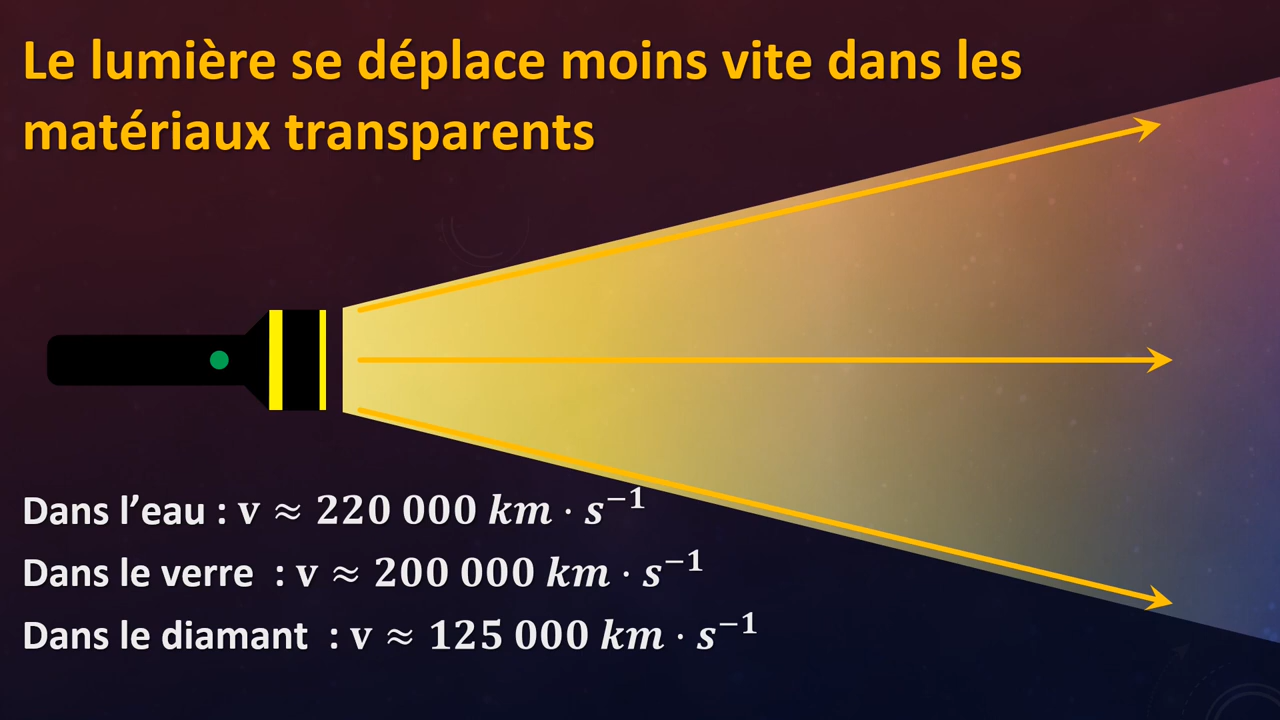 Le lumière se déplace moins vite dans les
matériaux transparents
Dans l’eau : v ≈ 220 000 km · s⁻¹
Dans le verre : v ≈ 200 000 km · s⁻¹
Dans le diamant : v ≈ 125 000 km · s⁻¹